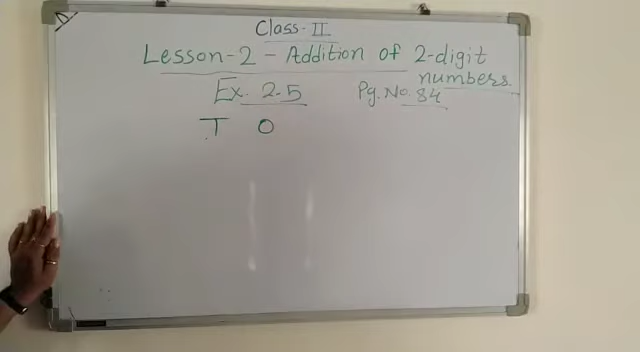 Class-II
Lesson-2 - Addition of 2-digit
numbers.
Ex. 2.5 Pg. No. 84
T O